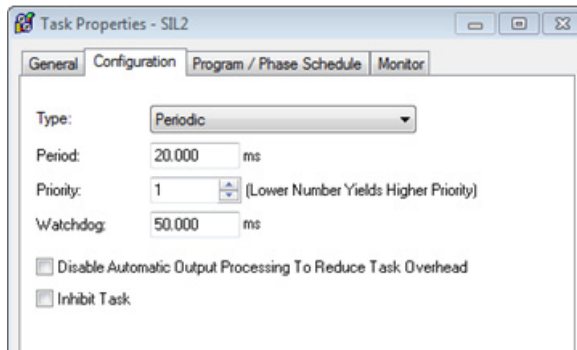 Task Properties - SIL2
General Configuration Program / Phase Schedule Monitor
Type: Periodic
Period: 20.000 ms
Priority: 1 (Lower Number Yields Higher Priority)
Watchdog: 50.000 ms
Disable Automatic Output Processing To Reduce Task Overhead
Inhibit Task